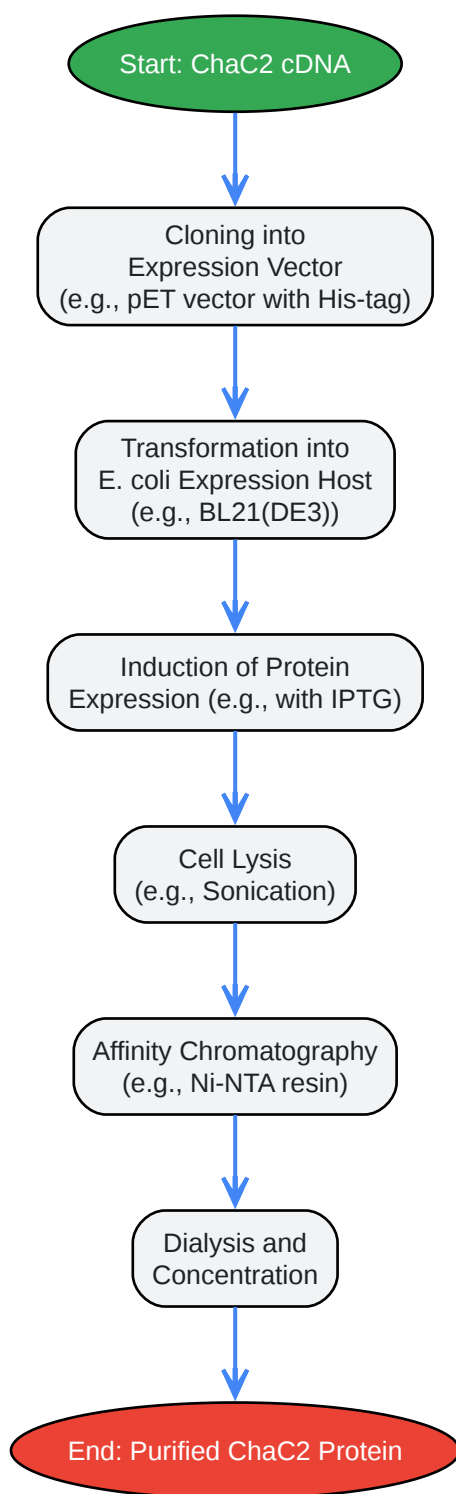 Start: ChaC2 cDNA
Cloning into
Expression Vector
(e.g., pET vector with His-tag)
Transformation into
E. coli Expression Host
(e.g., BL21(DE3))
Induction of Protein
Expression (e.g., with IPTG)
Cell Lysis
(e.g., Sonication)
Affinity Chromatography
(e.g., Ni-NTA resin)
Dialysis and
Concentration
End: Purified ChaC2 Protein